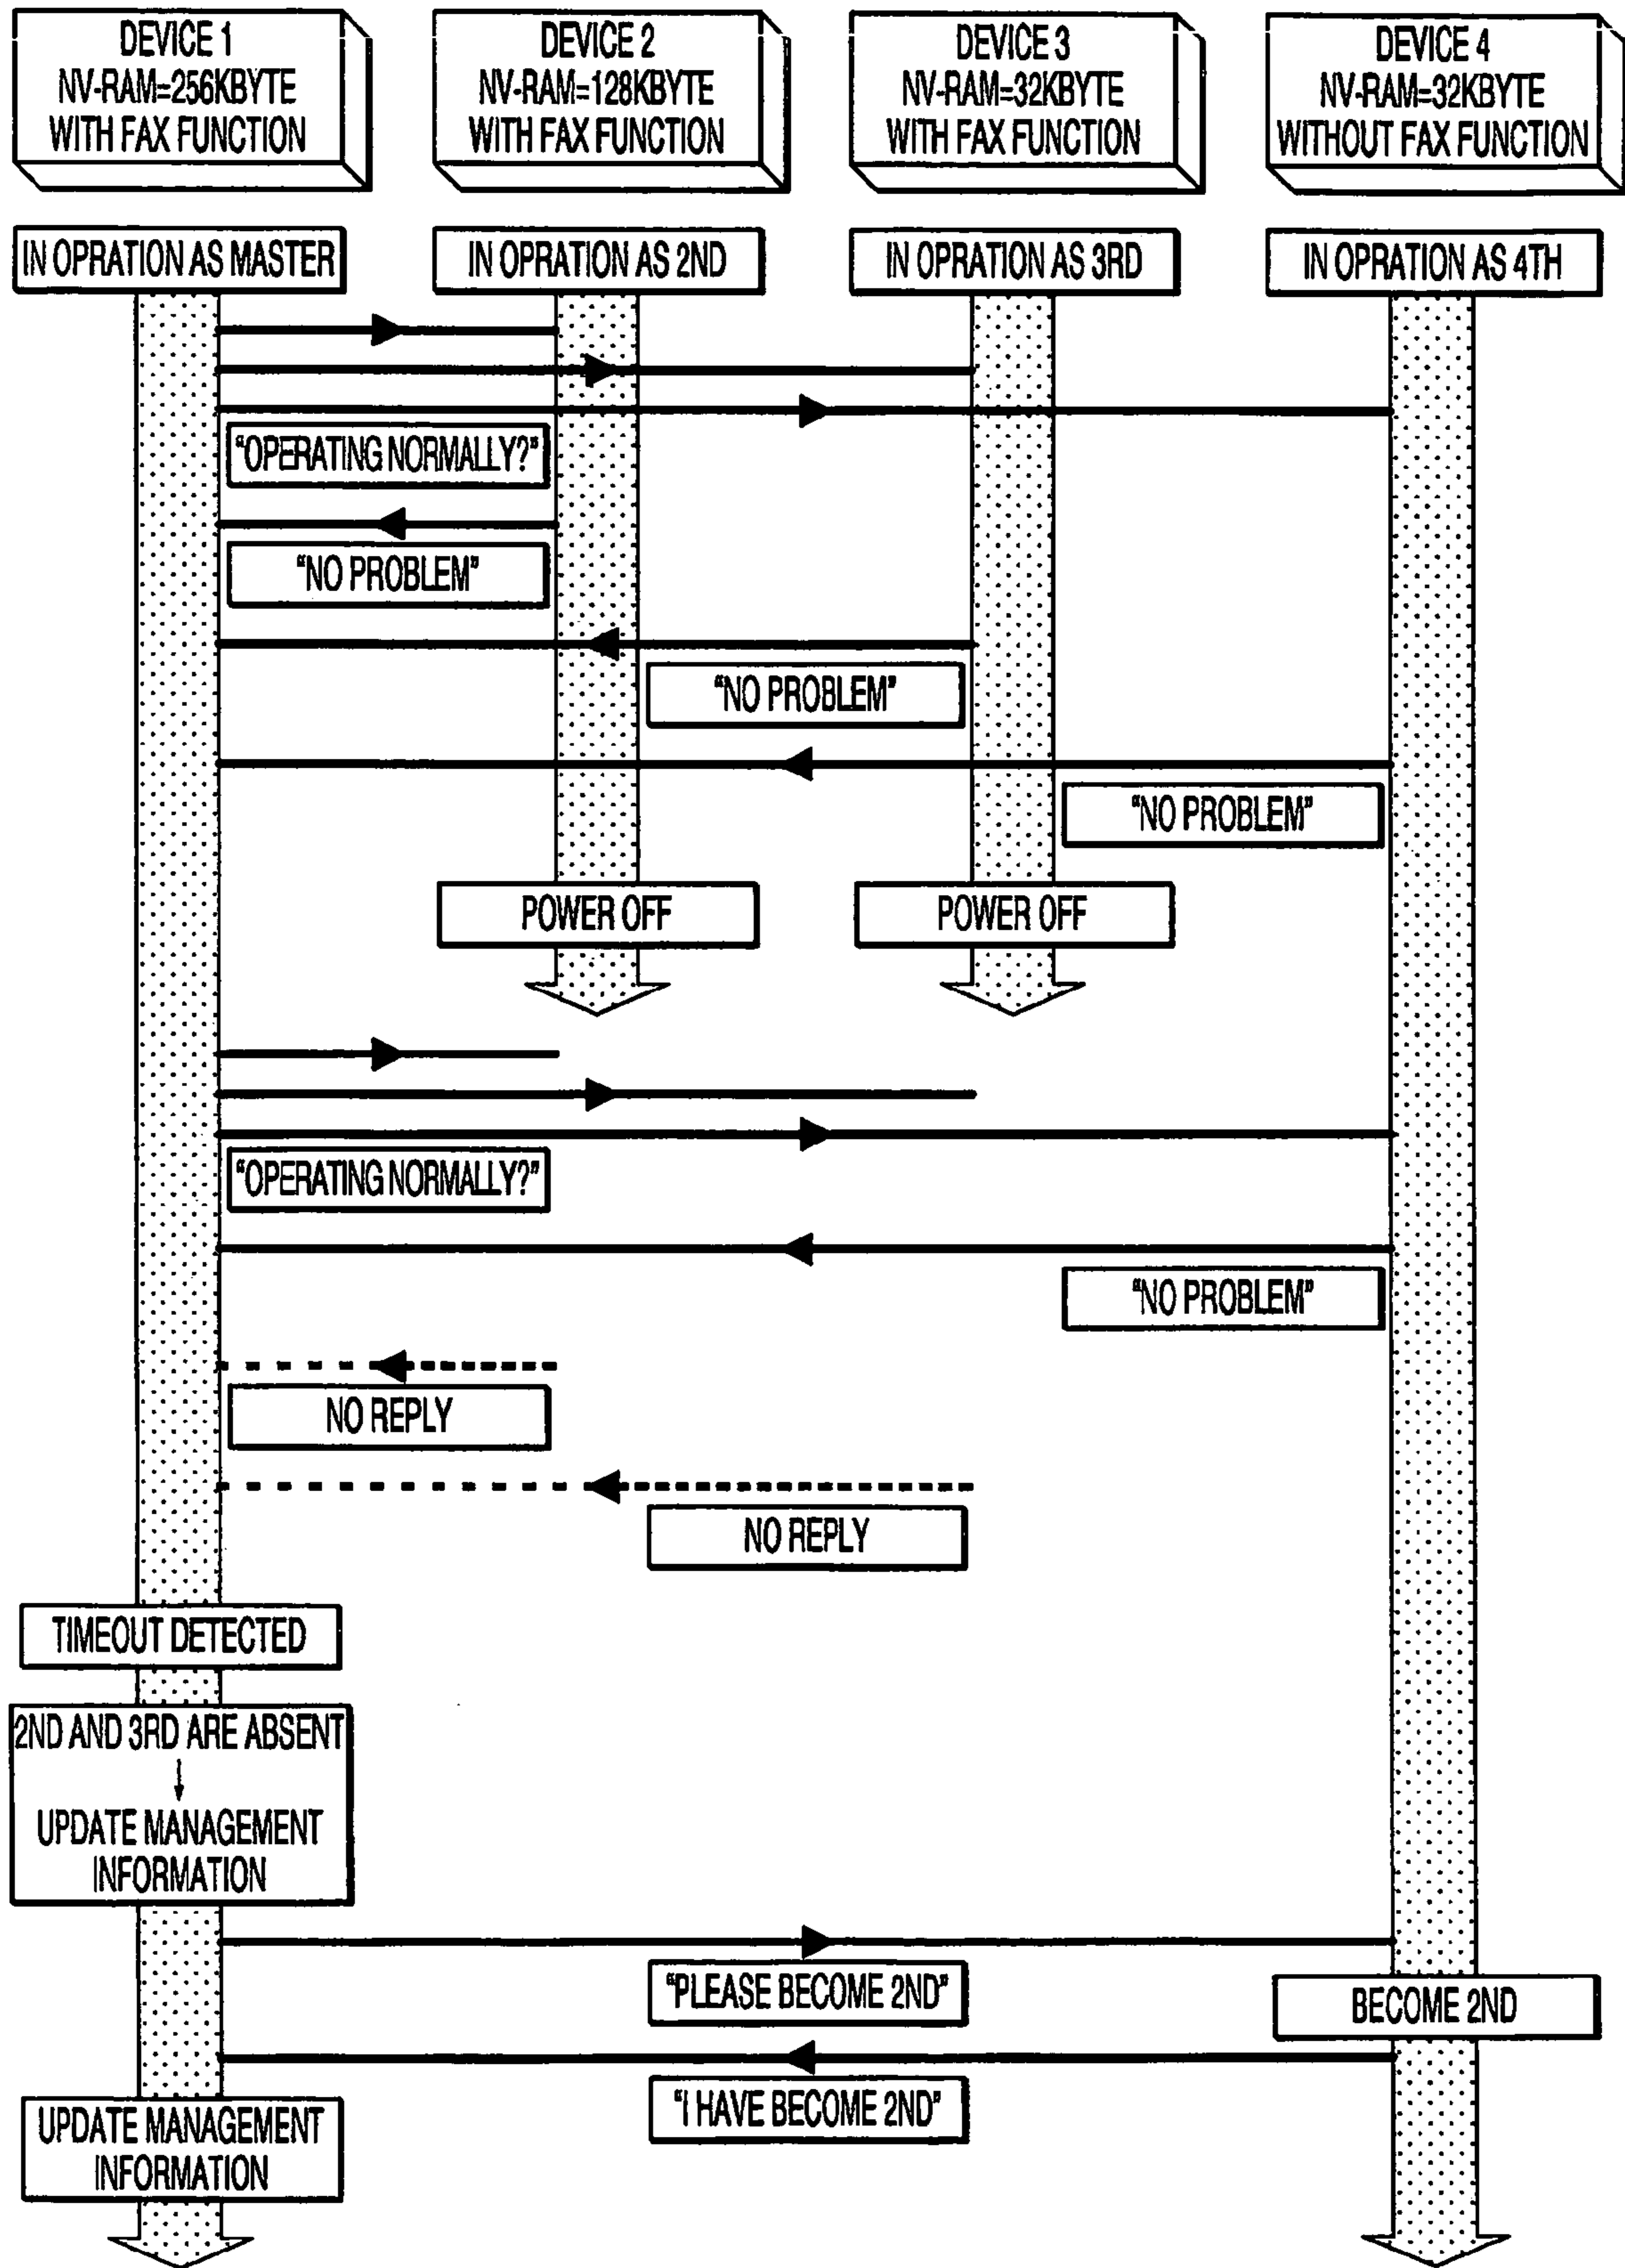 DEVICE 1
NV-RAM=256KBYTE
WITH FAX FUNCTION
DEVICE 2
NV-RAM=128KBYTE
WITH FAX FUNCTION
DEVICE 3
NV-RAM=32KBYTE
WITH FAX FUNCTION
DEVICE 4
NV-RAM=32KBYTE
WITHOUT FAX FUNCTION
IN OPRATION AS MASTER
IN OPRATION AS 2ND
IN OPRATION AS 3RD
IN OPRATION AS 4TH
"OPERATING NORMALLY?"
"NO PROBLEM"
"NO PROBLEM"
"NO PROBLEM"
POWER OFF
POWER OFF
"OPERATING NORMALLY?"
"NO PROBLEM"
NO REPLY
NO REPLY
TIMEOUT DETECTED
2ND AND 3RD ARE ABSENT
UPDATE MANAGEMENT
INFORMATION
"PLEASE BECOME 2ND"
BECOME 2ND
"I HAVE BECOME 2ND"
UPDATE MANAGEMENT
INFORMATION